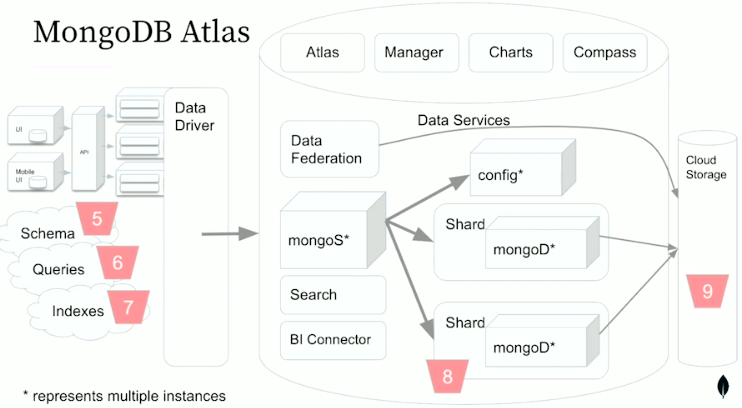 MongoDB Atlas
Atlas
Manager
Charts
Compass
UI
Mobile
UI
API
Data
Driver
Schema
5
Queries
6
Indexes
7
Data Services
Data
Federation
config*
mongoS*
Shard
mongoD*
Search
BI Connector
Shard
mongoD*
8
Cloud
Storage
9
* represents multiple instances